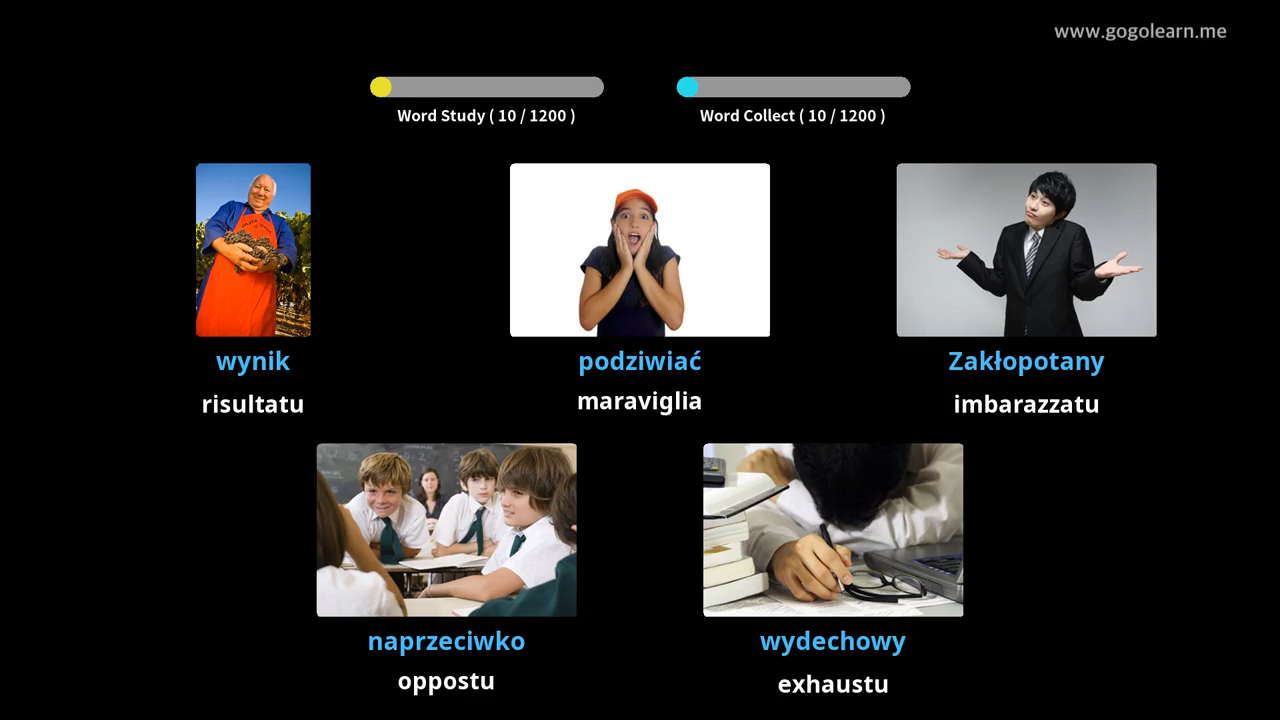 www.gogolearn.me
Word Study ( 10 / 1200 )
Word Collect ( 10 / 1200 )
wynik
risultatu
podziwiać
maraviglia
Zakłopotany
imbarazzatu
naprzeciwko
oppostu
wydechowy
exhaustu